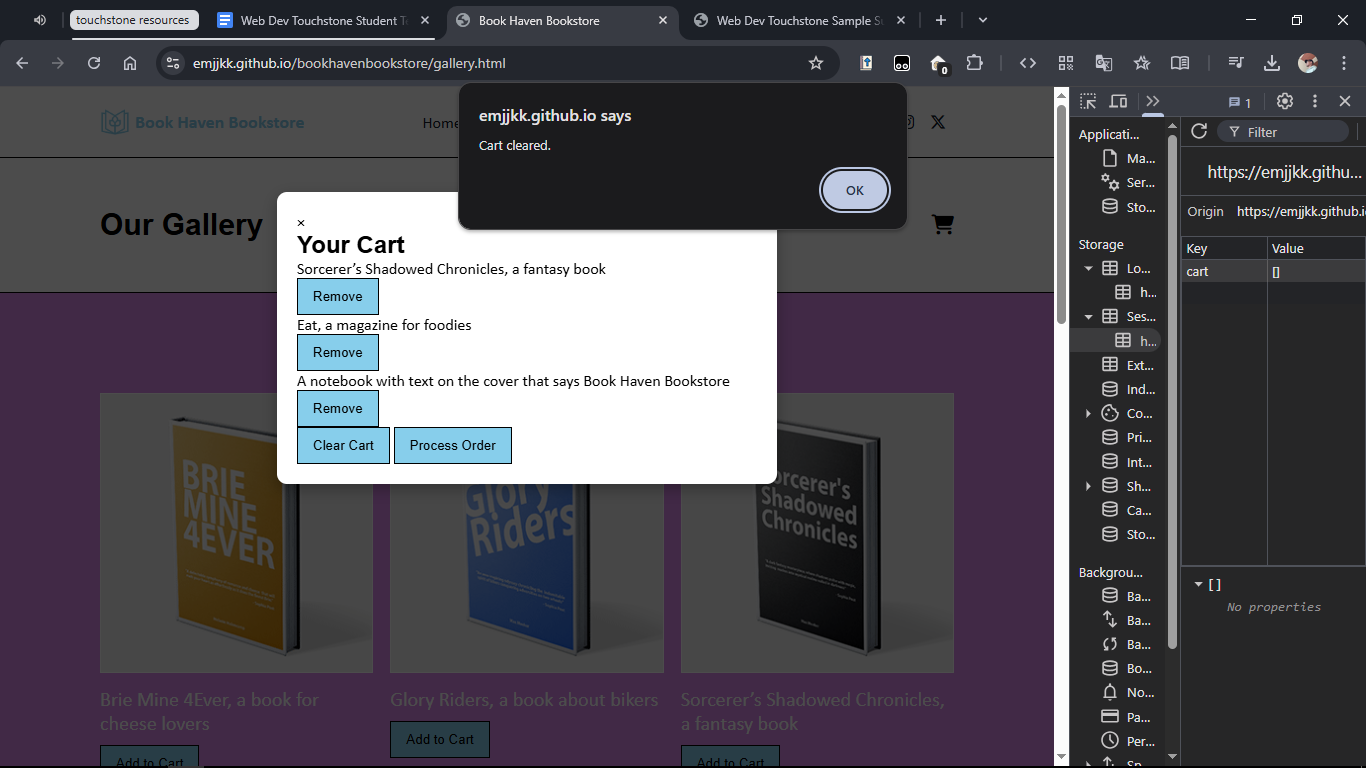 touchstone resources
Web Dev Touchstone Student Te
Book Haven Bookstore
Web Dev Touchstone Sample Su
emjjkk.github.io/bookhavenbookstore/gallery.html
0
Book Haven Bookstore
Home
emjjkk.github.io says
Cart cleared.
OK
Our Gallery
×
Your Cart
Sorcerer’s Shadowed Chronicles, a fantasy book
Remove
Eat, a magazine for foodies
Remove
A notebook with text on the cover that says Book Haven Bookstore
Remove
Clear Cart
Process Order
BRIE
MINE
4EVER
Glory
Riders
Sorcerer's
Shadowed
Chronicles
Brie Mine 4Ever, a book for
cheese lovers
Add to Cart
Glory Riders, a book about bikers
Add to Cart
Sorcerer’s Shadowed Chronicles,
a fantasy book
Add to Cart
1
Applicati...
Ma...
Ser...
Sto...
Storage
Lo...
h...
Ses...
h...
Ext...
Ind...
Co...
Pri...
Int...
Sh...
Ca...
Sto...
Backgrou...
Ba...
Ba...
Ba...
Bo...
No...
Pa...
Per...
Sp...
Filter
https://emjjkk.githu...
Origin https://emjjkk.github.io
Key Value
cart []
[]
No properties